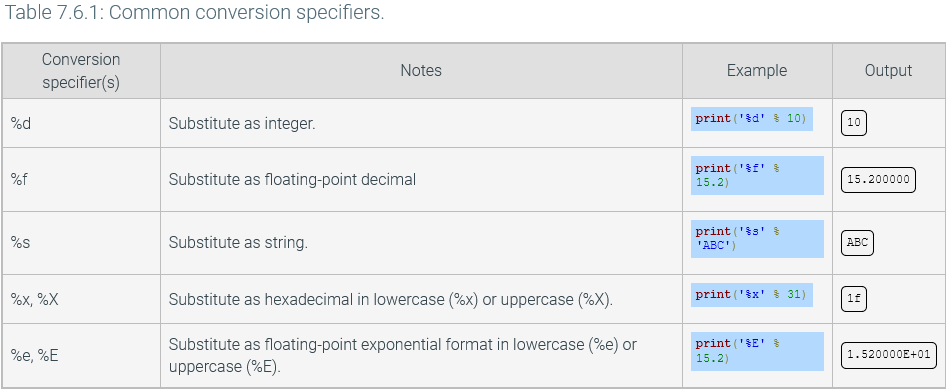 Table 7.6.1: Common conversion specifiers.
Conversion
specifier(s)
Notes
Example
Output
%d
Substitute as integer.
print('%d' % 10)
10
%f
Substitute as floating-point decimal
print('%f' %
15.2)
15.200000
%s
Substitute as string.
print('%s' %
'ABC')
ABC
%x, %X
Substitute as hexadecimal in lowercase (%x) or uppercase (%X).
print('%x' % 31)
1f
%e, %E
Substitute as floating-point exponential format in lowercase (%e) or
uppercase (%E).
print('%E' %
15.2)
1.520000E+01